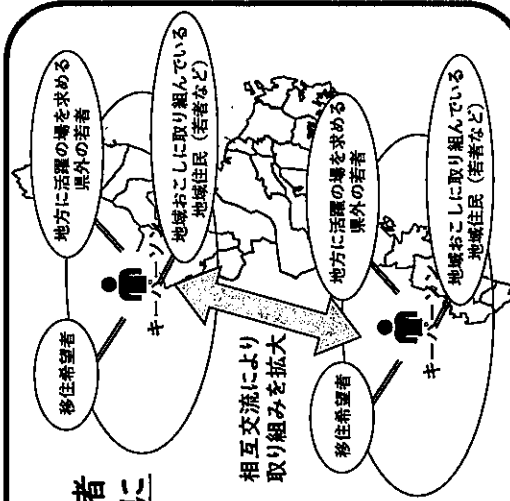 者
に
移住希望者
地方に活躍の場を求める
県外の若者
キーパーソン
地域おこしに取り組んでいる
地域住民(若者など)
相互交流により
取り組みを拡大
移住希望者
地方に活躍の場を求める
県外の若者
キーパーソン
地域おこしに取り組んでいる
地域住民(若者など)